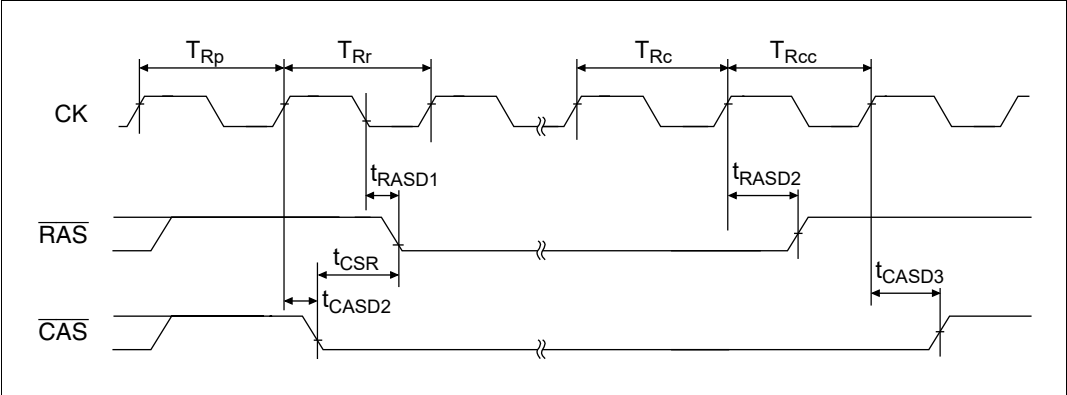 TRp TRr TRc TRcc
CK
tRASD1 tRASD2
RAS
tCSR
tCASD3
tCASD2
CAS